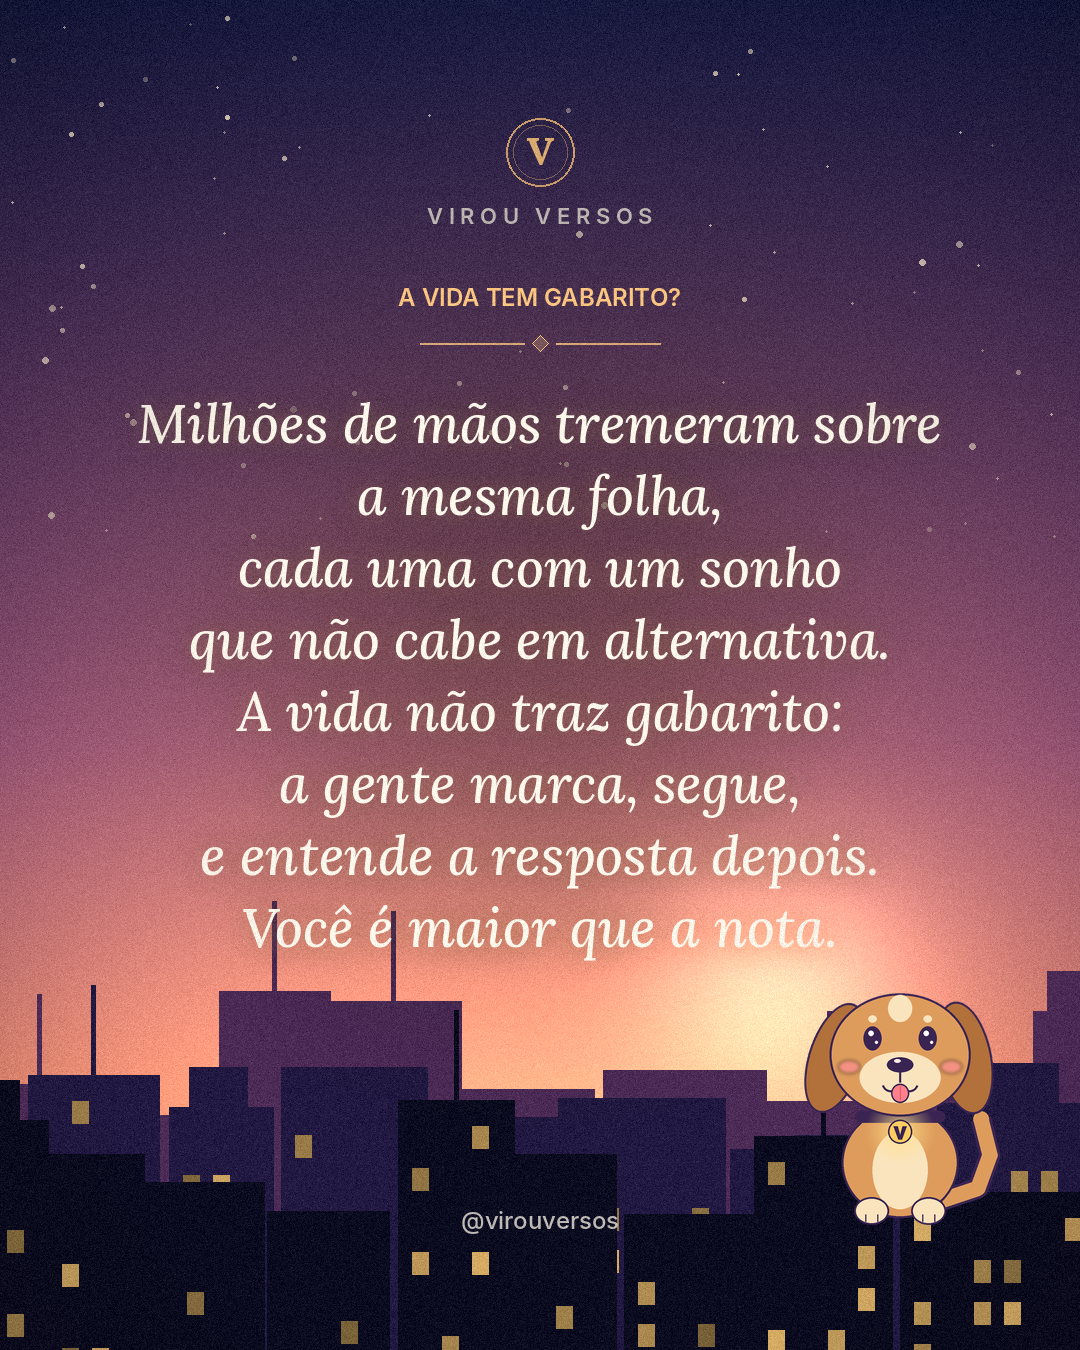 V
VIROU VERSOS
A VIDA TEM GABARITO?
Milhões de mãos tremeram sobre
a mesma folha,
cada uma com um sonho
que não cabe em alternativa.
A vida não traz gabarito:
a gente marca, segue,
e entende a resposta depois.
Você é maior que a nota.
V
@virouversos